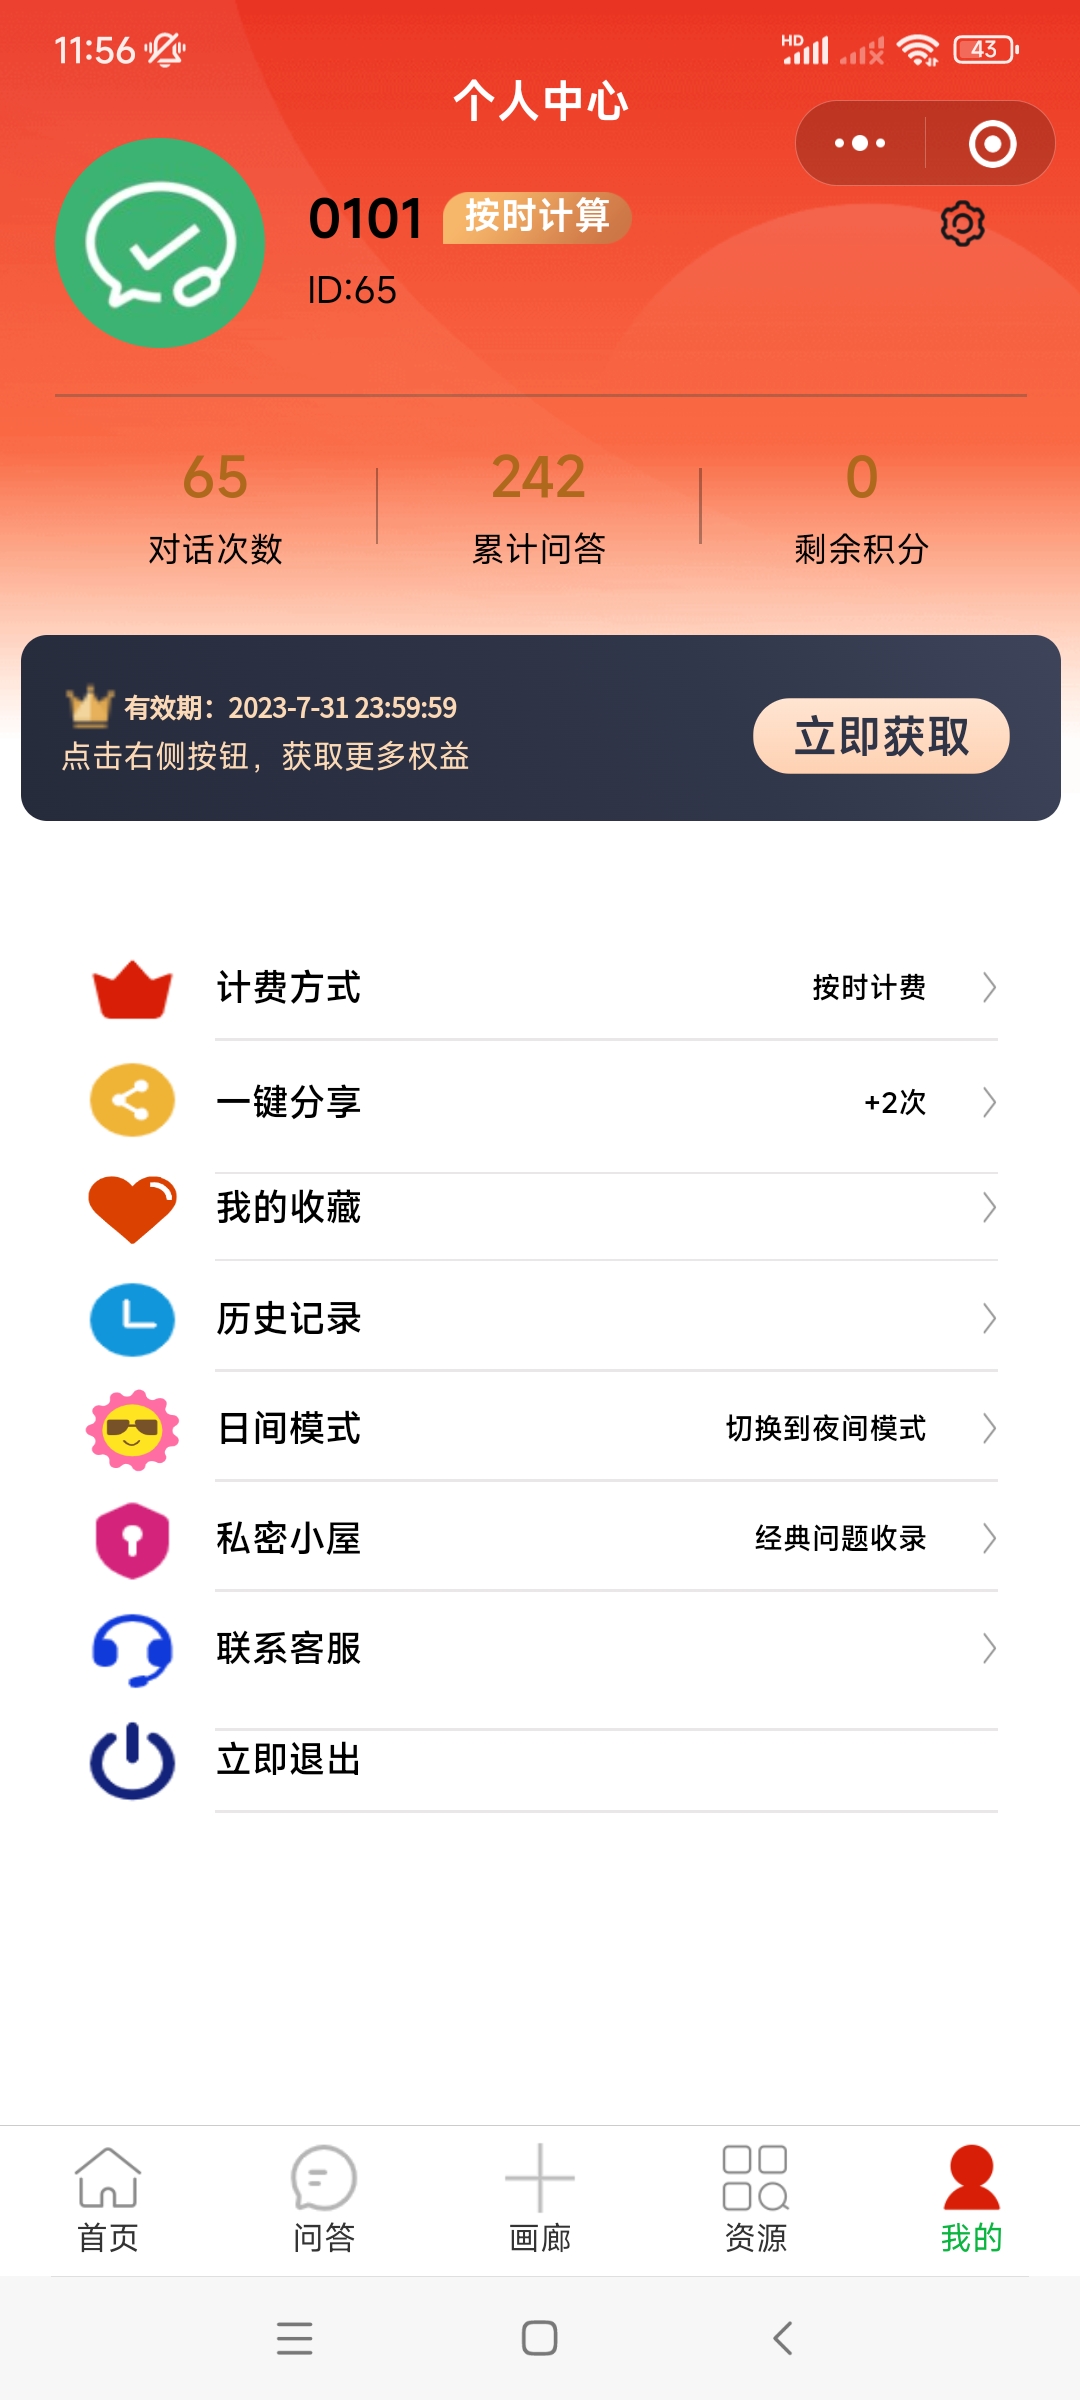 11:56
HD
43
个人中心
0101 按时计算
ID:65
65 242 0
对话次数 累计问答 剩余积分
有效期：2023-7-31 23:59:59
点击右侧按钮，获取更多权益
立即获取
计费方式 按时计费
一键分享 +2次
我的收藏
历史记录
日间模式 切换到夜间模式
私密小屋 经典问题收录
联系客服
立即退出
首页 问答 画廊 资源 我的